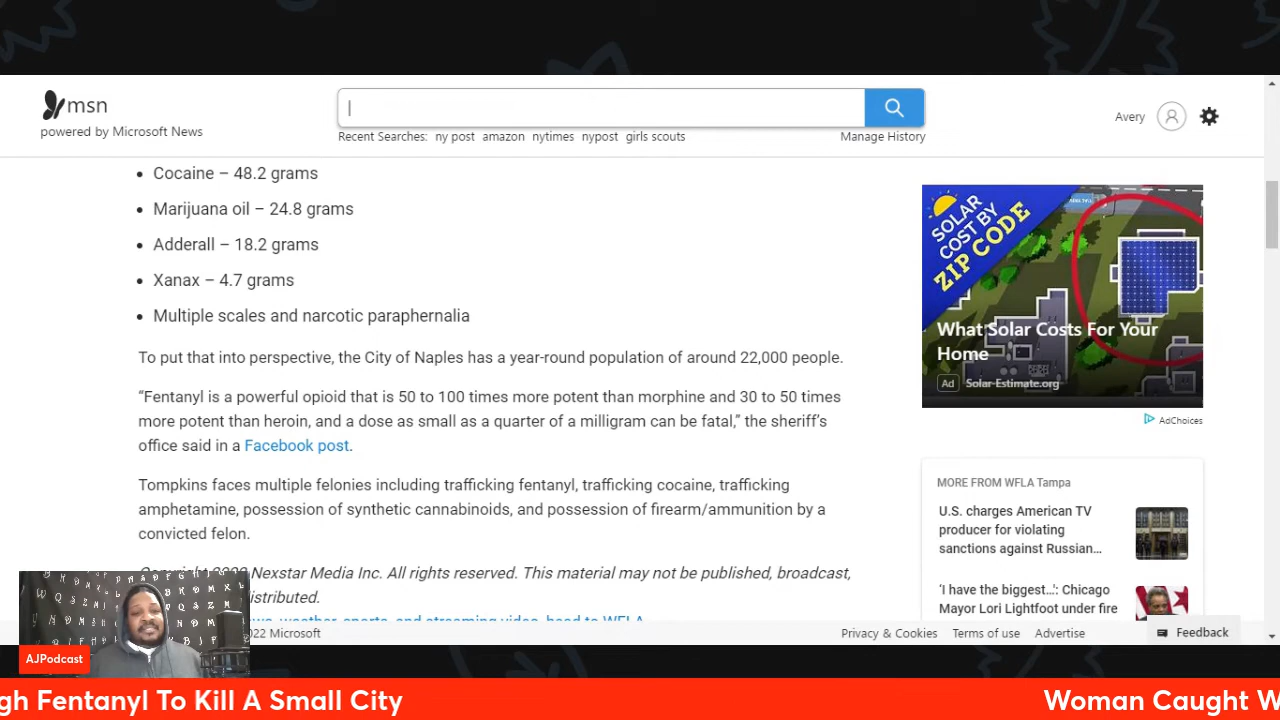 msn
powered by Microsoft News
Recent Searches: ny post amazon nytimes nypost girls scouts
Manage History
Avery
Cocaine – 48.2 grams
Marijuana oil – 24.8 grams
Adderall – 18.2 grams
Xanax – 4.7 grams
Multiple scales and narcotic paraphernalia
To put that into perspective, the City of Naples has a year-round population of around 22,000 people.
“Fentanyl is a powerful opioid that is 50 to 100 times more potent than morphine and 30 to 50 times
more potent than heroin, and a dose as small as a quarter of a milligram can be fatal,” the sheriff’s
office said in a Facebook post.
Tompkins faces multiple felonies including trafficking fentanyl, trafficking cocaine, trafficking
amphetamine, possession of synthetic cannabinoids, and possession of firearm/ammunition by a
convicted felon.
Nexstar Media Inc. All rights reserved. This material may not be published, broadcast,
SOLAR
COST BY
ZIP CODE
What Solar Costs For Your
Home
Ad Solar-Estimate.org
AdChoices
MORE FROM WFLA Tampa
U.S. charges American TV
producer for violating
sanctions against Russian...
‘I have the biggest...’: Chicago
Mayor Lori Lightfoot under fire
Microsoft
Privacy & Cookies Terms of use Advertise
Feedback
AJPodcast
gh Fentanyl To Kill A Small City
Woman Caught W